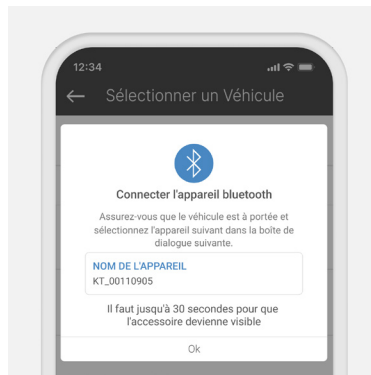 12:34
Sélectionner un Véhicule
Connecter l'appareil bluetooth
Assurez-vous que le véhicule est à portée et
sélectionnez l'appareil suivant dans la boîte de
dialogue suivante.
NOM DE L'APPAREIL
KT_00110905
Il faut jusqu'à 30 secondes pour que
l'accessoire devienne visible
Ok